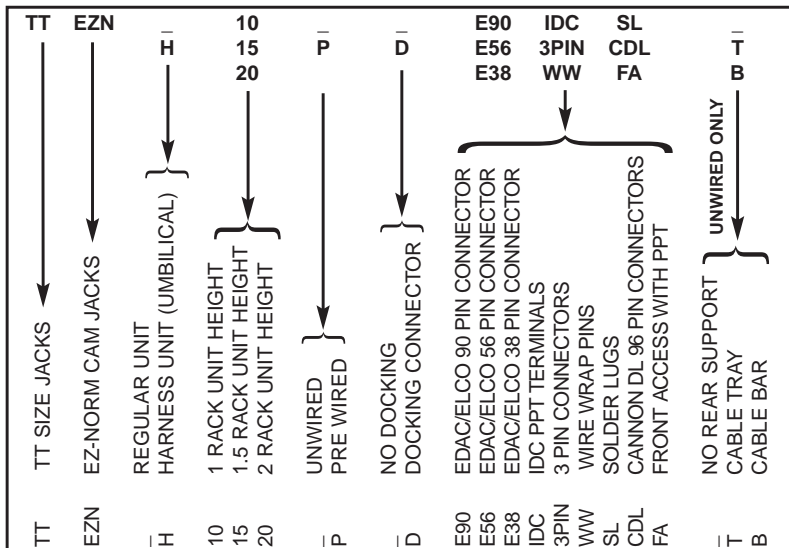 TT EZN _ 10 _ _ E90 IDC SL _
H 15 P D E56 3PIN CDL T
20 E38 WW FA B
UNWIRED ONLY
TT TT SIZE JACKS
EZN EZ-NORM CAM JACKS
_ REGULAR UNIT
H HARNESS UNIT (UMBILICAL)
10 1 RACK UNIT HEIGHT
15 1.5 RACK UNIT HEIGHT
20 2 RACK UNIT HEIGHT
_ UNWIRED
P PRE WIRED
_ NO DOCKING
D DOCKING CONNECTOR
E90 EDAC/ELCO 90 PIN CONNECTOR
E56 EDAC/ELCO 56 PIN CONNECTOR
E38 EDAC/ELCO 38 PIN CONNECTOR
IDC IDC PPT TERMINALS
3PIN 3 PIN CONNECTORS
WW WIRE WRAP PINS
SL SOLDER LUGS
CDL CANNON DL 96 PIN CONNECTORS
FA FRONT ACCESS WITH PPT
_ NO REAR SUPPORT
T CABLE TRAY
B CABLE BAR